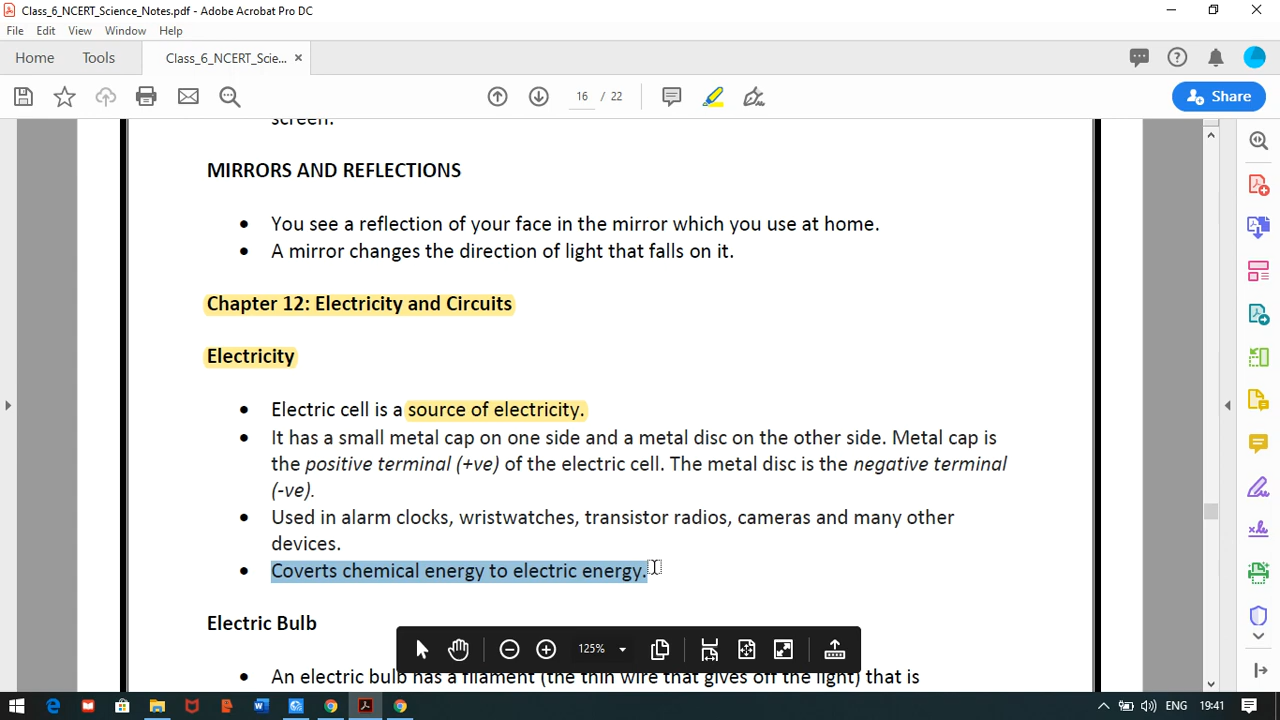 Class_6_NCERT_Science_Notes.pdf - Adobe Acrobat Pro DC
File Edit View Window Help
Home Tools Class_6_NCERT_Scie...
16 / 22
Share
screen.
MIRRORS AND REFLECTIONS
• You see a reflection of your face in the mirror which you use at home.
• A mirror changes the direction of light that falls on it.
Chapter 12: Electricity and Circuits
Electricity
• Electric cell is a source of electricity.
• It has a small metal cap on one side and a metal disc on the other side. Metal cap is
the positive terminal (+ve) of the electric cell. The metal disc is the negative terminal
(-ve).
• Used in alarm clocks, wristwatches, transistor radios, cameras and many other
devices.
• Coverts chemical energy to electric energy.
Electric Bulb
125%
• An electric bulb has a filament (the thin wire that gives off the light) that is
ENG 19:41